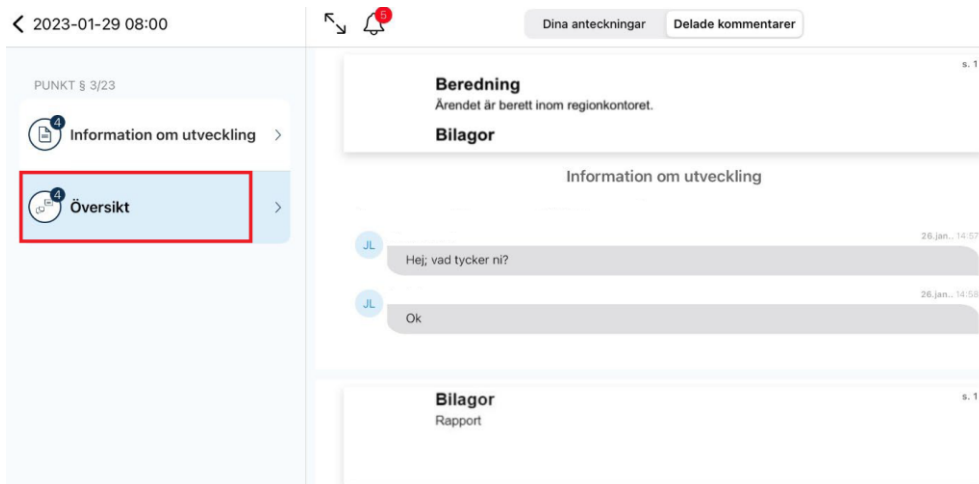 2023-01-29 08:00
5
Dina anteckningar
Delade kommentarer
PUNKT § 3/23
4
Information om utveckling
4
Översikt
s. 1
Beredning
Ärendet är berett inom regionkontoret.
Bilagor
Information om utveckling
26.jan.. 14:57
JL
Hej; vad tycker ni?
26.jan.. 14:58
JL
Ok
Bilagor
s. 1
Rapport